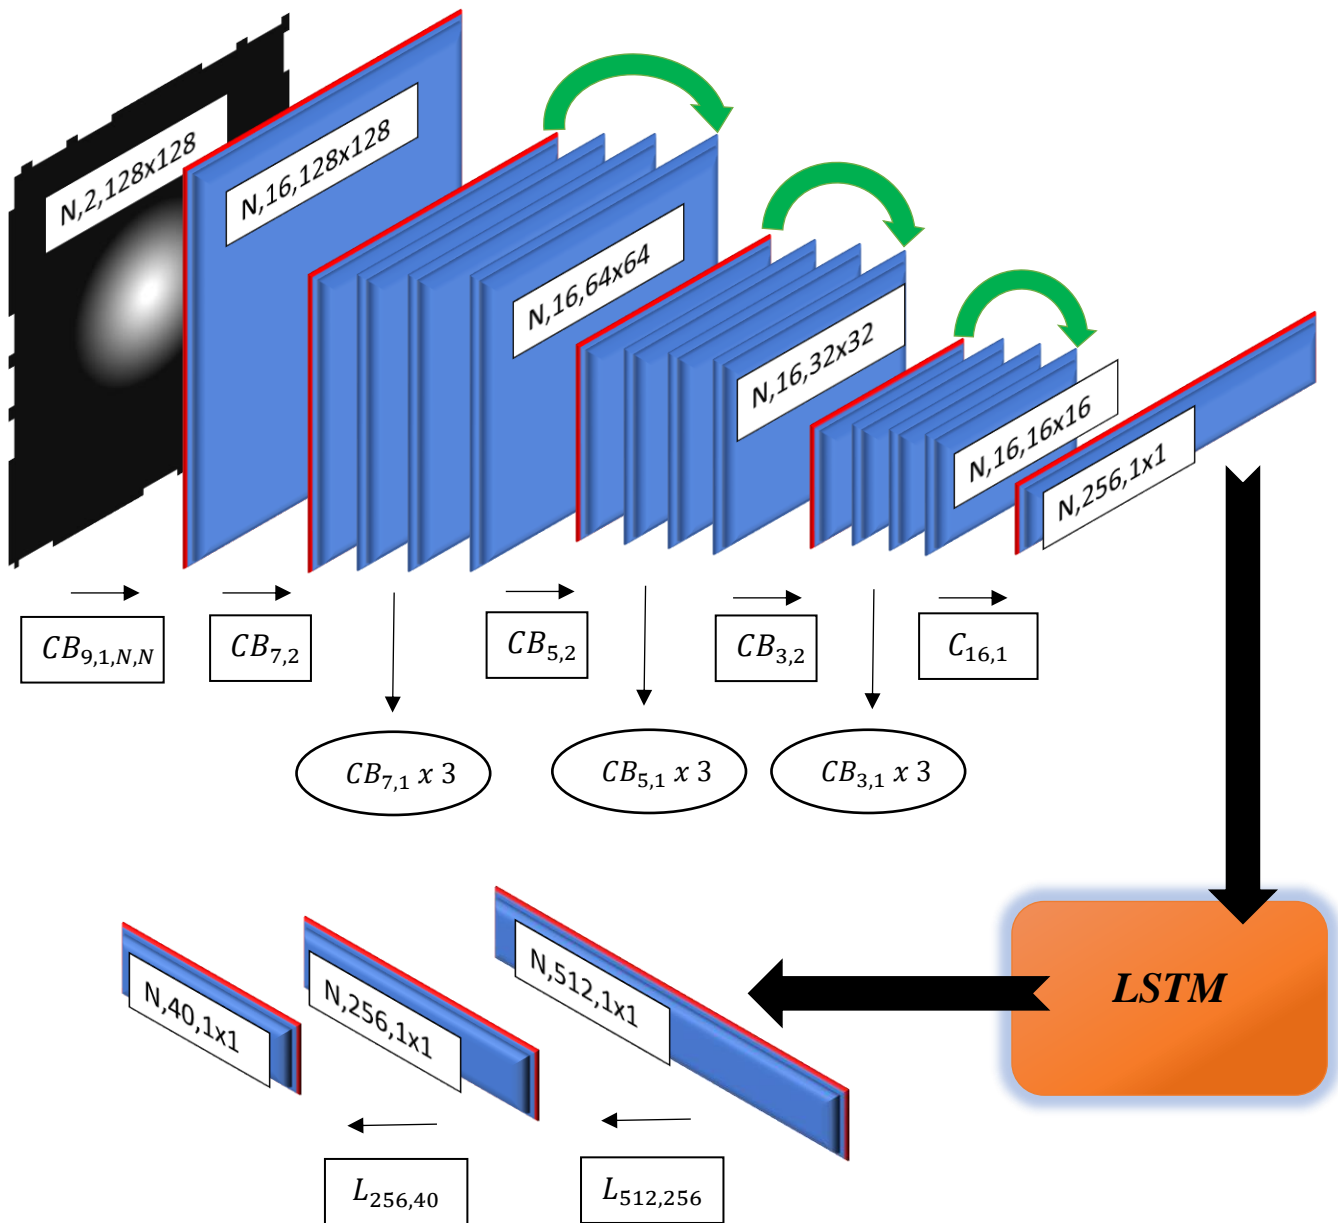 N,2,128x128
N,16,128x128
N,16,64x64
N,16,32x32
N,16,16x16
N,256,1x1
CB9,1,N,N
CB7,2
CB5,2
CB3,2
C16,1
CB7,1 x 3
CB5,1 x 3
CB3,1 x 3
LSTM
N,40,1x1
N,256,1x1
N,512,1x1
L256,40
L512,256